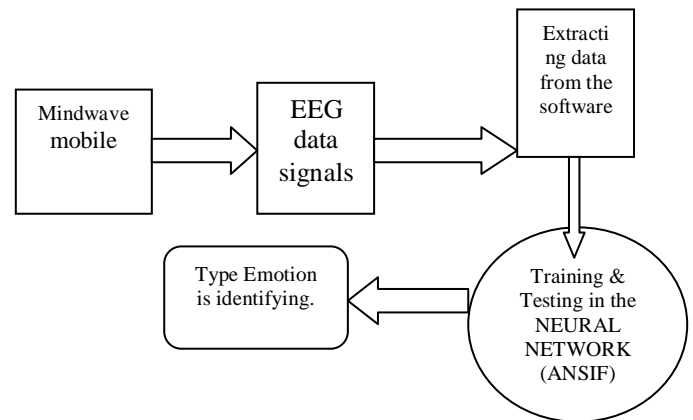 Mindwave
mobile
EEG
data
signals
Extracti
ng data
from the
software
Training &
Testing in the
NEURAL
NETWORK
(ANSIF)
Type Emotion
is identifying.